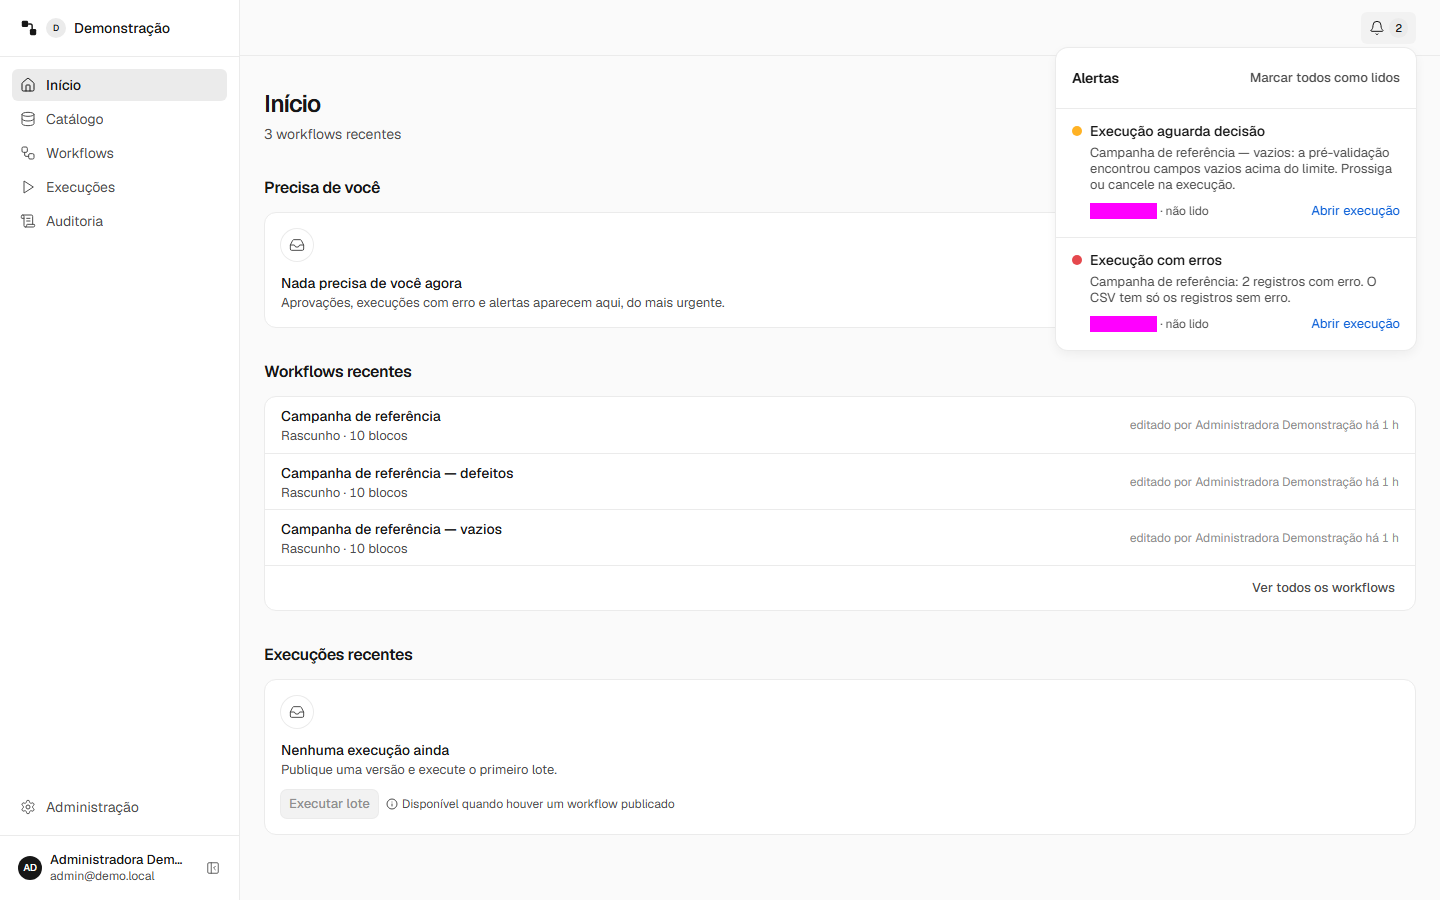 D Demonstração
2
Início
Catálogo
Workflows
Execuções
Auditoria
Administração
AD
Administradora Dem...
admin@demo.local
Início
3 workflows recentes
Precisa de você
Nada precisa de você agora
Aprovações, execuções com erro e alertas aparecem aqui, do mais urgente.
Alertas
Marcar todos como lidos
Execução aguarda decisão
Campanha de referência — vazios: a pré-validação
encontrou campos vazios acima do limite. Prossiga
ou cancele na execução.
· não lido
Abrir execução
Execução com erros
Campanha de referência: 2 registros com erro. O
CSV tem só os registros sem erro.
· não lido
Abrir execução
Workflows recentes
Campanha de referência
Rascunho · 10 blocos
editado por Administradora Demonstração há 1 h
Campanha de referência — defeitos
Rascunho · 10 blocos
editado por Administradora Demonstração há 1 h
Campanha de referência — vazios
Rascunho · 10 blocos
editado por Administradora Demonstração há 1 h
Ver todos os workflows
Execuções recentes
Nenhuma execução ainda
Publique uma versão e execute o primeiro lote.
Executar lote
Disponível quando houver um workflow publicado